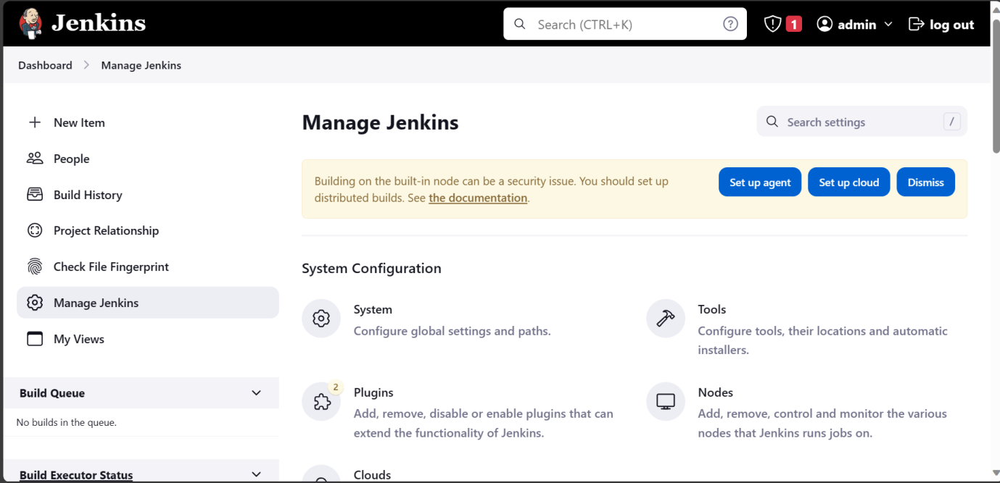 Jenkins
Search (CTRL+K)
?
1
admin
log out
Dashboard
Manage Jenkins
New Item
People
Build History
Project Relationship
Check File Fingerprint
Manage Jenkins
My Views
Build Queue
No builds in the queue.
Build Executor Status
Manage Jenkins
Search settings
/
Building on the built-in node can be a security issue. You should set up
distributed builds. See the documentation.
Set up agent
Set up cloud
Dismiss
System Configuration
System
Configure global settings and paths.
Tools
Configure tools, their locations and automatic
installers.
2
Plugins
Add, remove, disable or enable plugins that can
extend the functionality of Jenkins.
Nodes
Add, remove, control and monitor the various
nodes that Jenkins runs jobs on.
Clouds